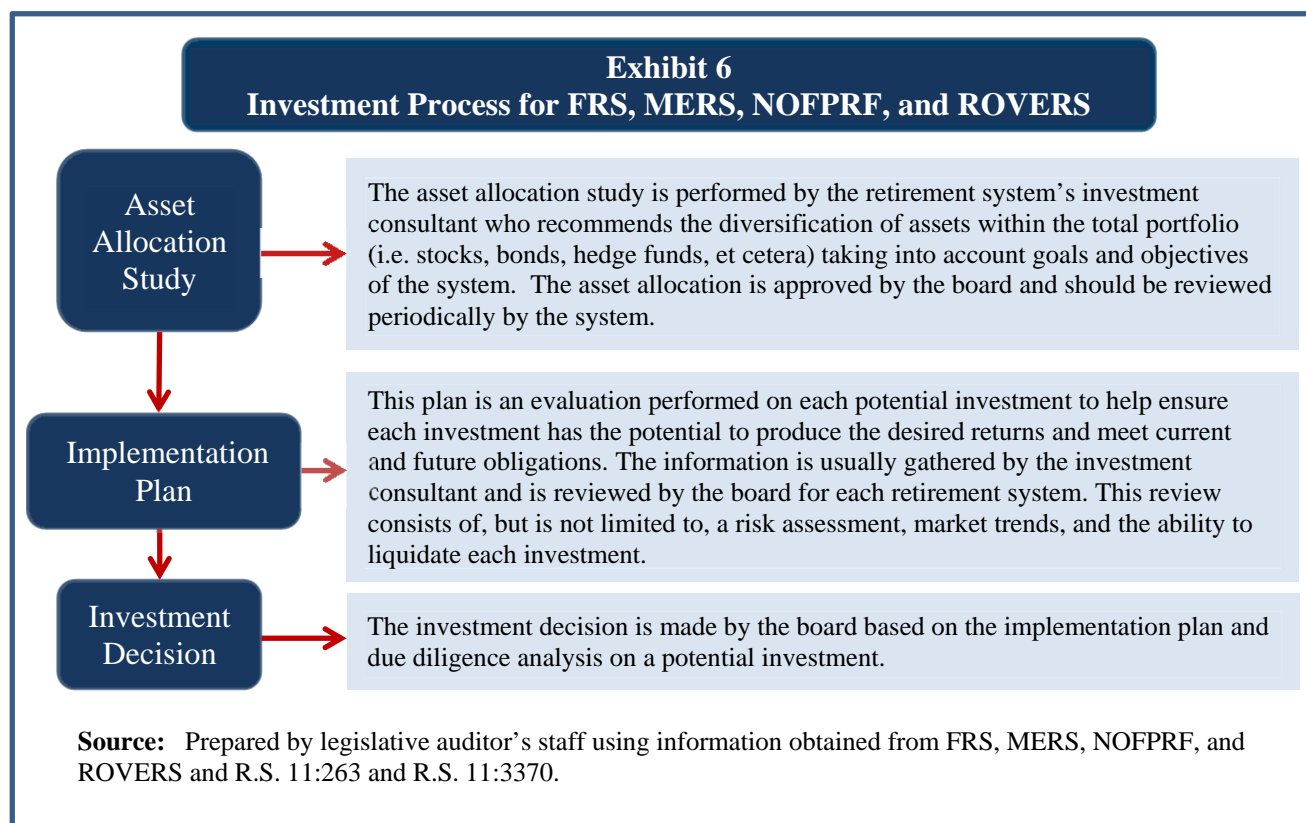 Exhibit 6
Investment Process for FRS, MERS, NOFPRF, and ROVERS
Asset
Allocation
Study
The asset allocation study is performed by the retirement system’s investment
consultant who recommends the diversification of assets within the total portfolio
(i.e. stocks, bonds, hedge funds, et cetera) taking into account goals and objectives
of the system.  The asset allocation is approved by the board and should be reviewed
periodically by the system.
Implementation
Plan
This plan is an evaluation performed on each potential investment to help ensure
each investment has the potential to produce the desired returns and meet current
and future obligations. The information is usually gathered by the investment
consultant and is reviewed by the board for each retirement system. This review
consists of, but is not limited to, a risk assessment, market trends, and the ability to
liquidate each investment.
Investment
Decision
The investment decision is made by the board based on the implementation plan and
due diligence analysis on a potential investment.
Source:   Prepared by legislative auditor’s staff using information obtained from FRS, MERS, NOFPRF, and
ROVERS and R.S. 11:263 and R.S. 11:3370.